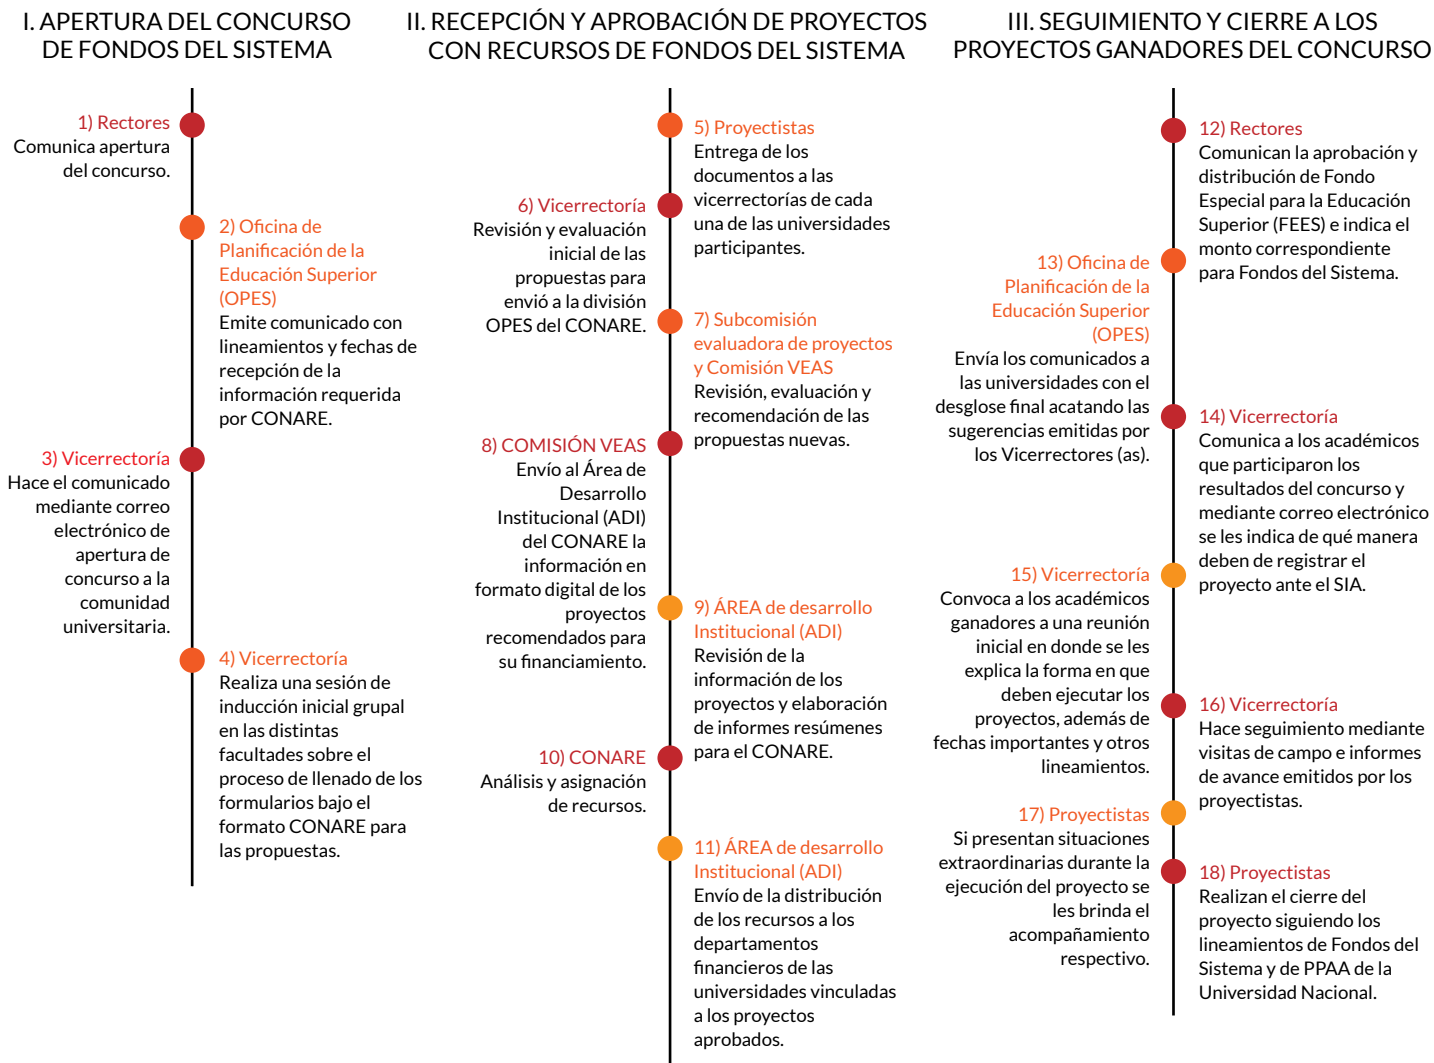 I. APERTURA DEL CONCURSO
DE FONDOS DEL SISTEMA
1) Rectores
Comunica apertura
del concurso.
2) Oficina de
Planificación de la
Educación Superior
(OPES)
Emite comunicado con
lineamientos y fechas de
recepción de la
información requerida
por CONARE.
3) Vicerrectoría
Hace el comunicado
mediante correo
electrónico de
apertura de
concurso a la
comunidad
universitaria.
4) Vicerrectoría
Realiza una sesión de
inducción inicial grupal
en las distintas
facultades sobre el
proceso de llenado de los
formularios bajo el
formato CONARE para
las propuestas.
II. RECEPCIÓN Y APROBACIÓN DE PROYECTOS
CON RECURSOS DE FONDOS DEL SISTEMA
5) Proyectistas
Entrega de los
documentos a las
vicerrectorías de cada
una de las universidades
participantes.
6) Vicerrectoría
Revisión y evaluación
inicial de las
propuestas para
envió a la división
OPES del CONARE.
7) Subcomisión
evaluadora de proyectos
y Comisión VEAS
Revisión, evaluación y
recomendación de las
propuestas nuevas.
8) COMISIÓN VEAS
Envío al Área de
Desarrollo
Institucional (ADI)
del CONARE la
información en
formato digital de los
proyectos
recomendados para
su financiamiento.
9) ÁREA de desarrollo
Institucional (ADI)
Revisión de la
información de los
proyectos y elaboración
de informes resúmenes
para el CONARE.
10) CONARE
Análisis y asignación
de recursos.
11) ÁREA de desarrollo
Institucional (ADI)
Envío de la distribución
de los recursos a los
departamentos
financieros de las
universidades vinculadas
a los proyectos
aprobados.
III. SEGUIMIENTO Y CIERRE A LOS
PROYECTOS GANADORES DEL CONCURSO
12) Rectores
Comunican la aprobación y
distribución de Fondo
Especial para la Educación
Superior (FEES) e indica el
monto correspondiente
para Fondos del Sistema.
13) Oficina de
Planificación de la
Educación Superior
(OPES)
Envía los comunicados a
las universidades con el
desglose final acatando las
sugerencias emitidas por
los Vicerrectores (as).
14) Vicerrectoría
Comunica a los académicos
que participaron los
resultados del concurso y
mediante correo electrónico
se les indica de qué manera
deben de registrar el
proyecto ante el SIA.
15) Vicerrectoría
Convoca a los académicos
ganadores a una reunión
inicial en donde se les
explica la forma en que
deben ejecutar los
proyectos, además de
fechas importantes y otros
lineamientos.
16) Vicerrectoría
Hace seguimiento mediante
visitas de campo e informes
de avance emitidos por los
proyectistas.
17) Proyectistas
Si presentan situaciones
extraordinarias durante la
ejecución del proyecto se
les brinda el
acompañamiento
respectivo.
18) Proyectistas
Realizan el cierre del
proyecto siguiendo los
lineamientos de Fondos del
Sistema y de PPAA de la
Universidad Nacional.